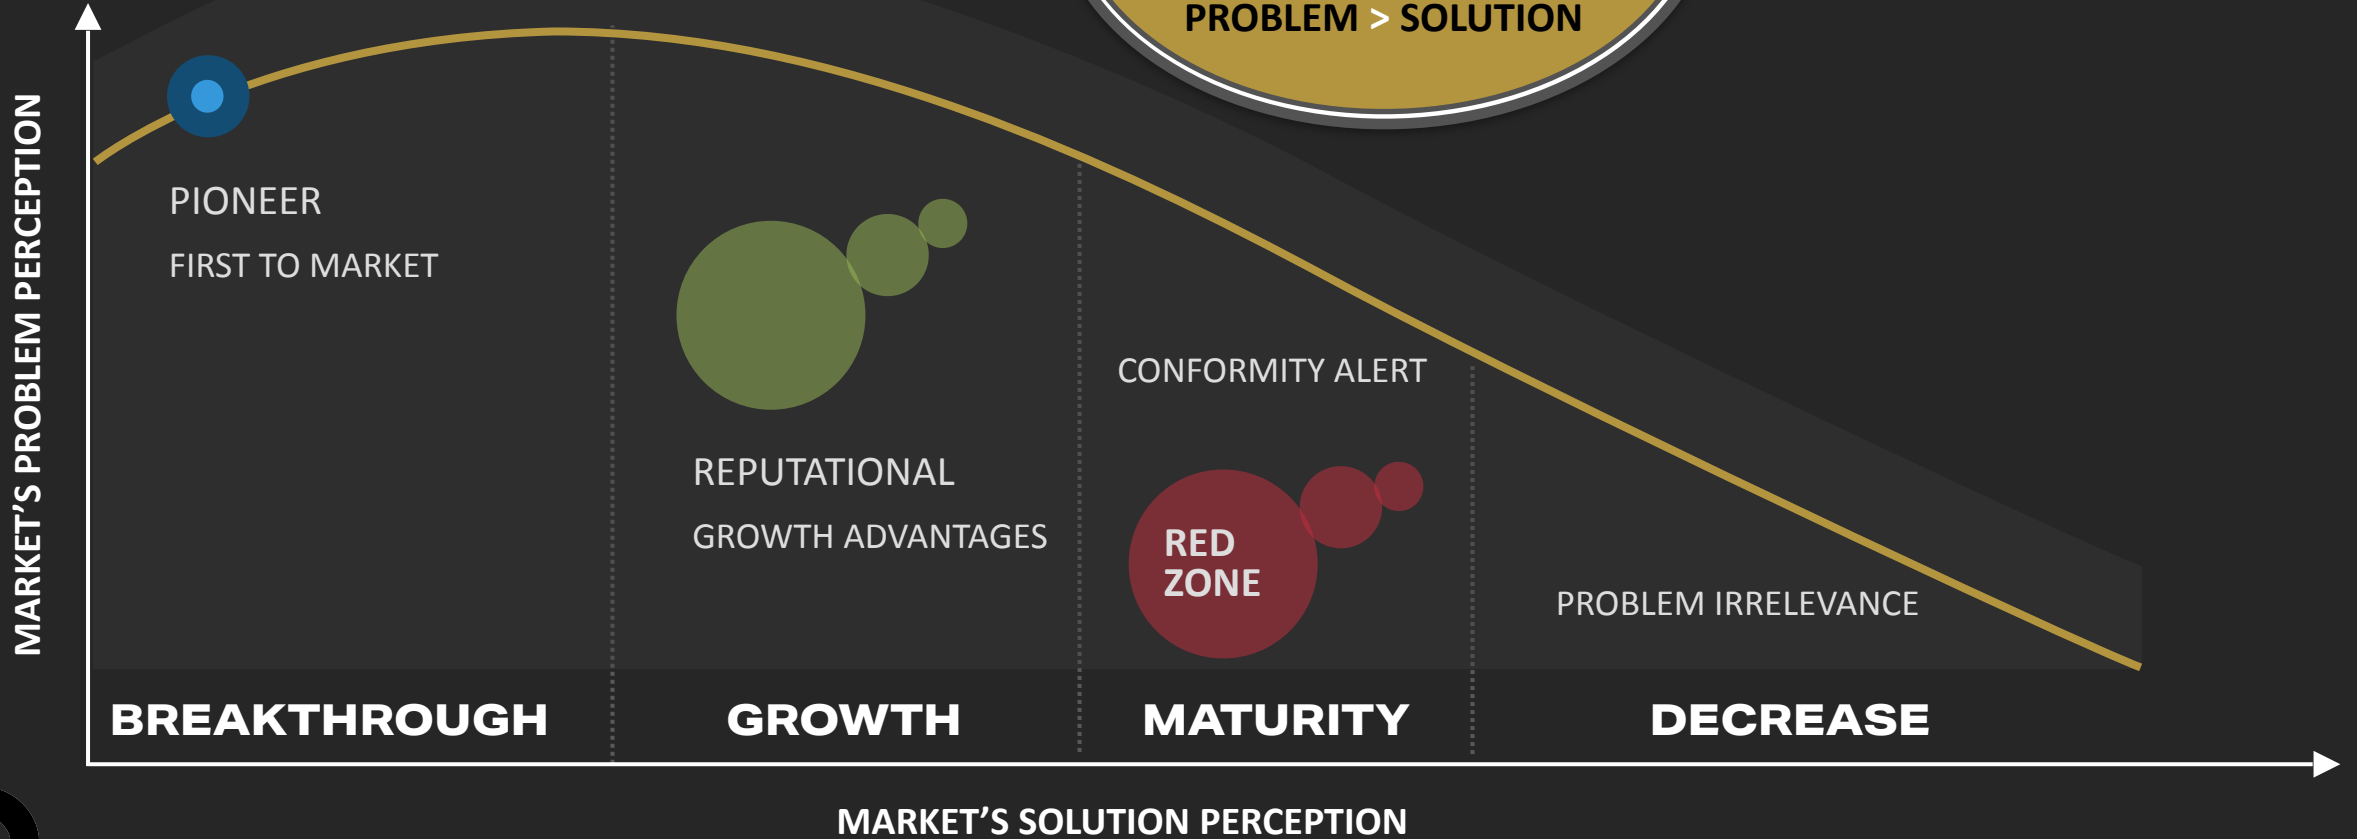 PROBLEM > SOLUTION
MARKET'S PROBLEM PERCEPTION
PIONEER
FIRST TO MARKET
REPUTATIONAL
GROWTH ADVANTAGES
CONFORMITY ALERT
RED
ZONE
PROBLEM IRRELEVANCE
BREAKTHROUGH
GROWTH
MATURITY
DECREASE
MARKET'S SOLUTION PERCEPTION